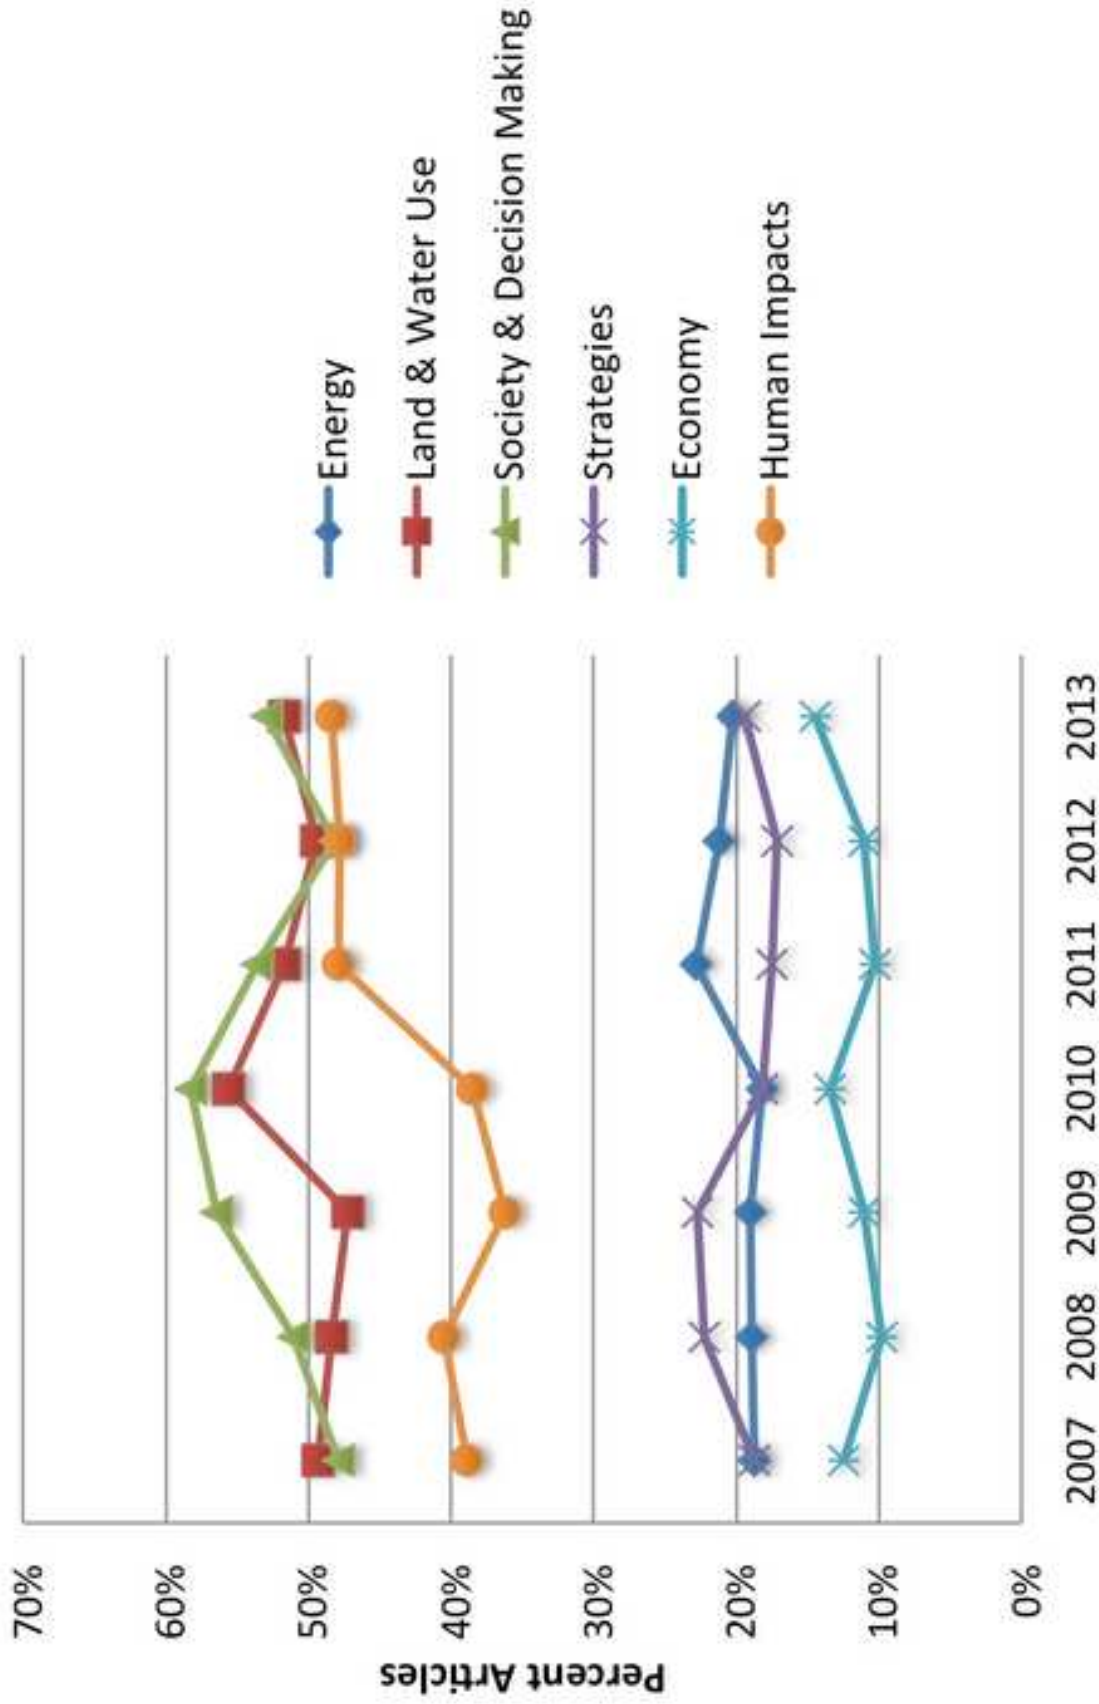 70%
60%
50%
40%
30%
20%
10%
0%
Percent Articles
2007 2008 2009 2010 2011 2012 2013
Energy
Land & Water Use
Society & Decision Making
Strategies
Economy
Human Impacts